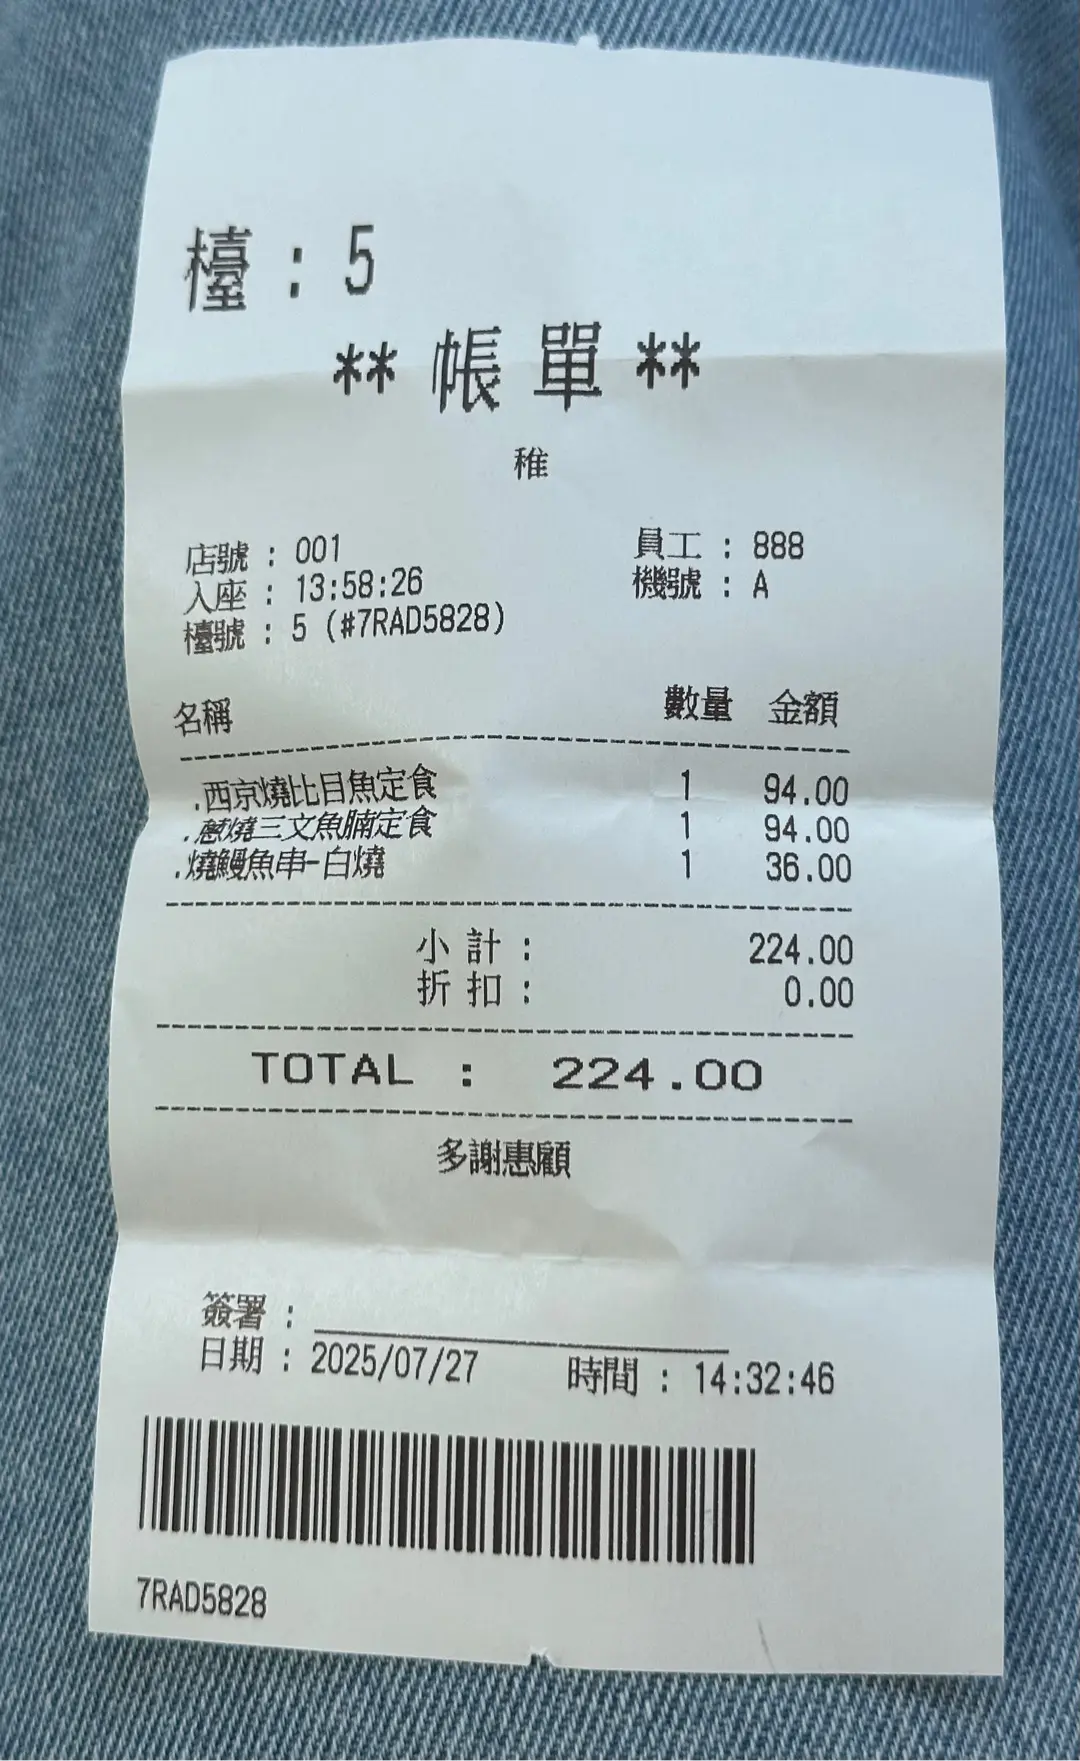 檯 : 5
** 帳 單 **
稚
店號 : 001 員工 : 888
入座 : 13:58:26 機號 : A
檯號 : 5 (#7RAD5828)
名稱 數量 金額
.西京燒比目魚定食 1 94.00
.蔥燒三文魚腩定食 1 94.00
.燒鰻魚串-白燒 1 36.00
小 計 : 224.00
折 扣 : 0.00
TOTAL : 224.00
多謝惠顧
簽署 :
日期 : 2025/07/27 時間 : 14:32:46
7RAD5828